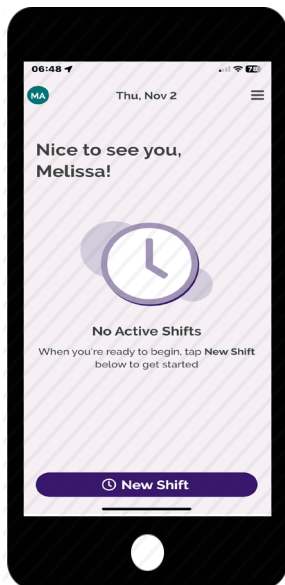 06:48
MA
Thu, Nov 2
Nice to see you,
Melissa!
No Active Shifts
When you're ready to begin, tap New Shift
below to get started
New Shift